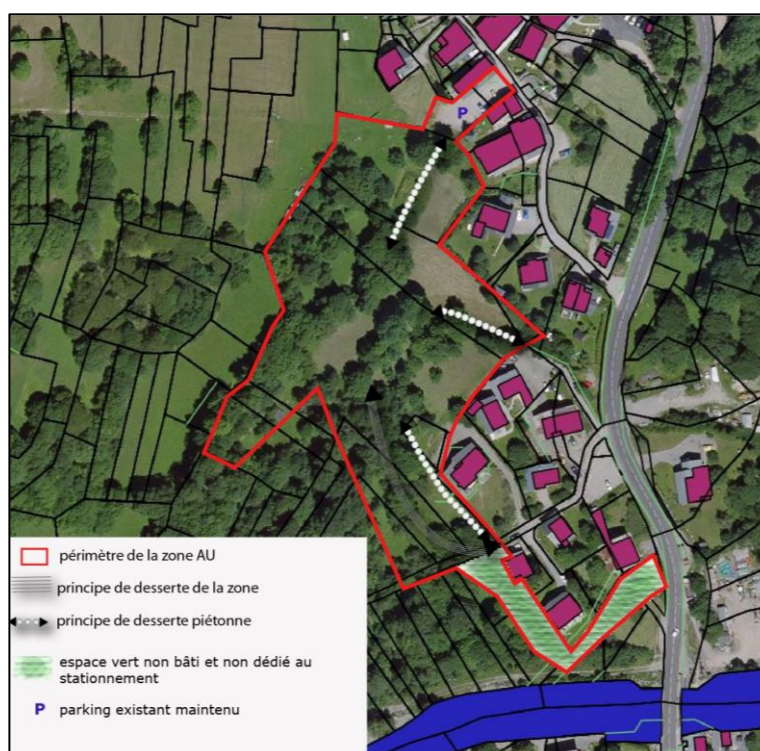 P
périmètre de la zone AU
principe de desserte de la zone
principe de desserte piétonne
espace vert non bâti et non dédié au
stationnement
P parking existant maintenu